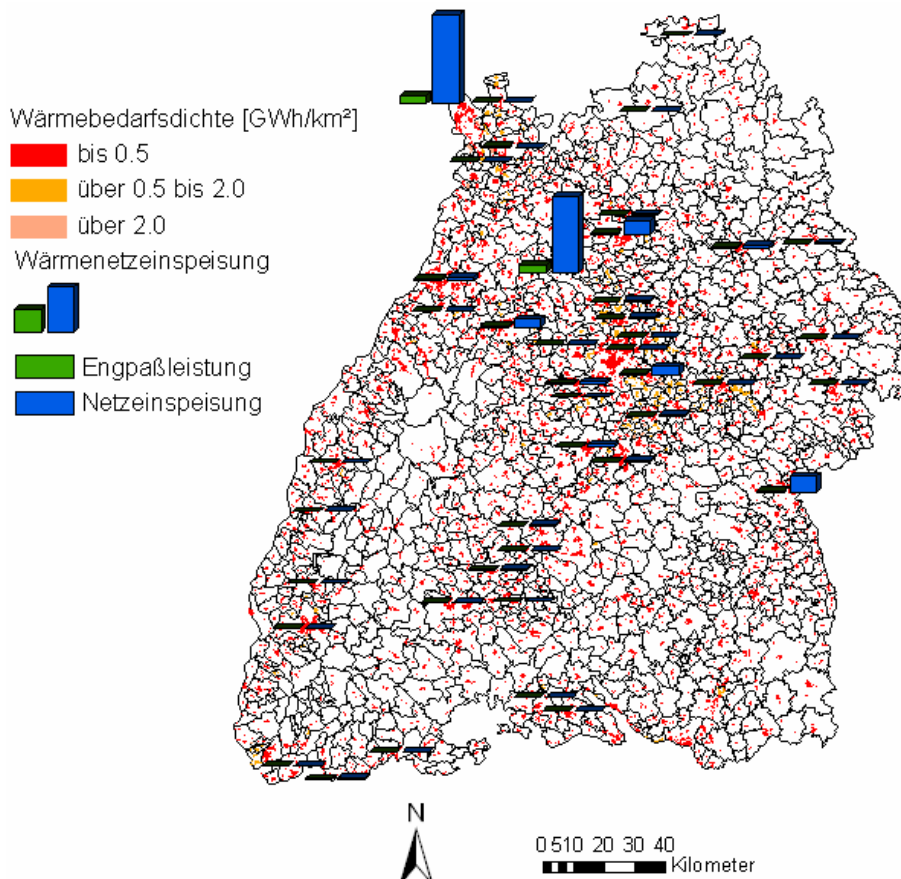 Wärmebedarfsdichte [GWh/km²]
bis 0.5
über 0.5 bis 2.0
über 2.0
Wärmenetzeinspeisung
Engpaßleistung
Netzeinspeisung
N
0 5 10 20 30 40
Kilometer